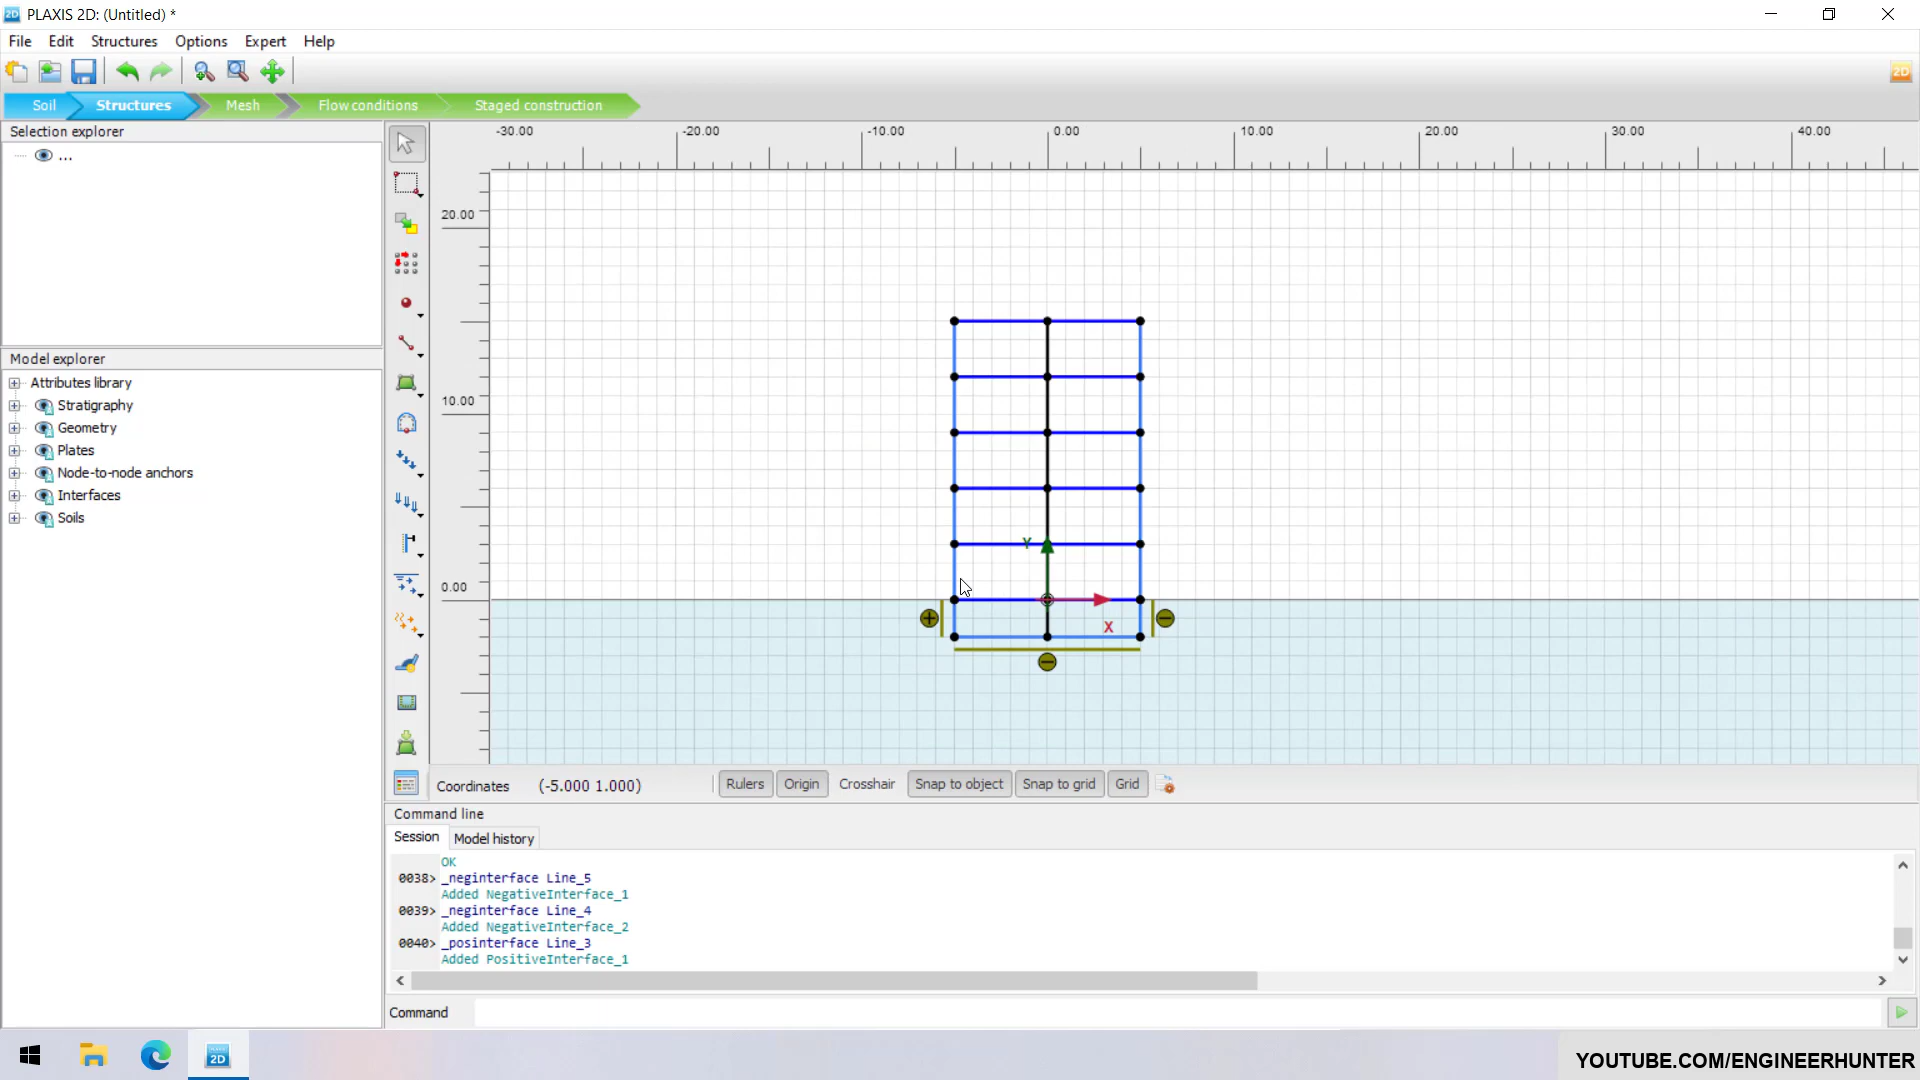 2D PLAXIS 2D: (Untitled) *
File Edit Structures Options Expert Help
2D
Soil Structures Mesh Flow conditions Staged construction
Selection explorer
...
Model explorer
Attributes library
Stratigraphy
Geometry
Plates
Node-to-node anchors
Interfaces
Soils
-30.00 -20.00 -10.00 0.00 10.00 20.00 30.00 40.00
20.00
10.00
0.00
Y
X
Coordinates (-5.000 1.000) Rulers Origin Crosshair Snap to object Snap to grid Grid
Command line
Session Model history
OK
0038> _neginterface Line_5
Added NegativeInterface_1
0039> _neginterface Line_4
Added NegativeInterface_2
0040> _posinterface Line_3
Added PositiveInterface_1
Command
2D
YOUTUBE.COM/ENGINEERHUNTER